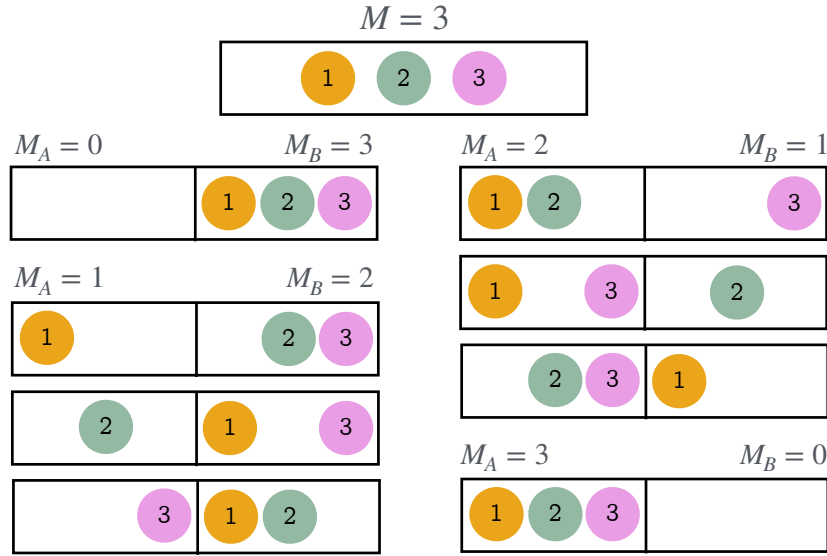 M = 3
1 2 3
M_A = 0 M_B = 3
1 2 3
M_A = 1 M_B = 2
1 2 3
2 1 3
3 1 2
M_A = 2 M_B = 1
1 2 3
1 3 2
2 3 1
M_A = 3 M_B = 0
1 2 3